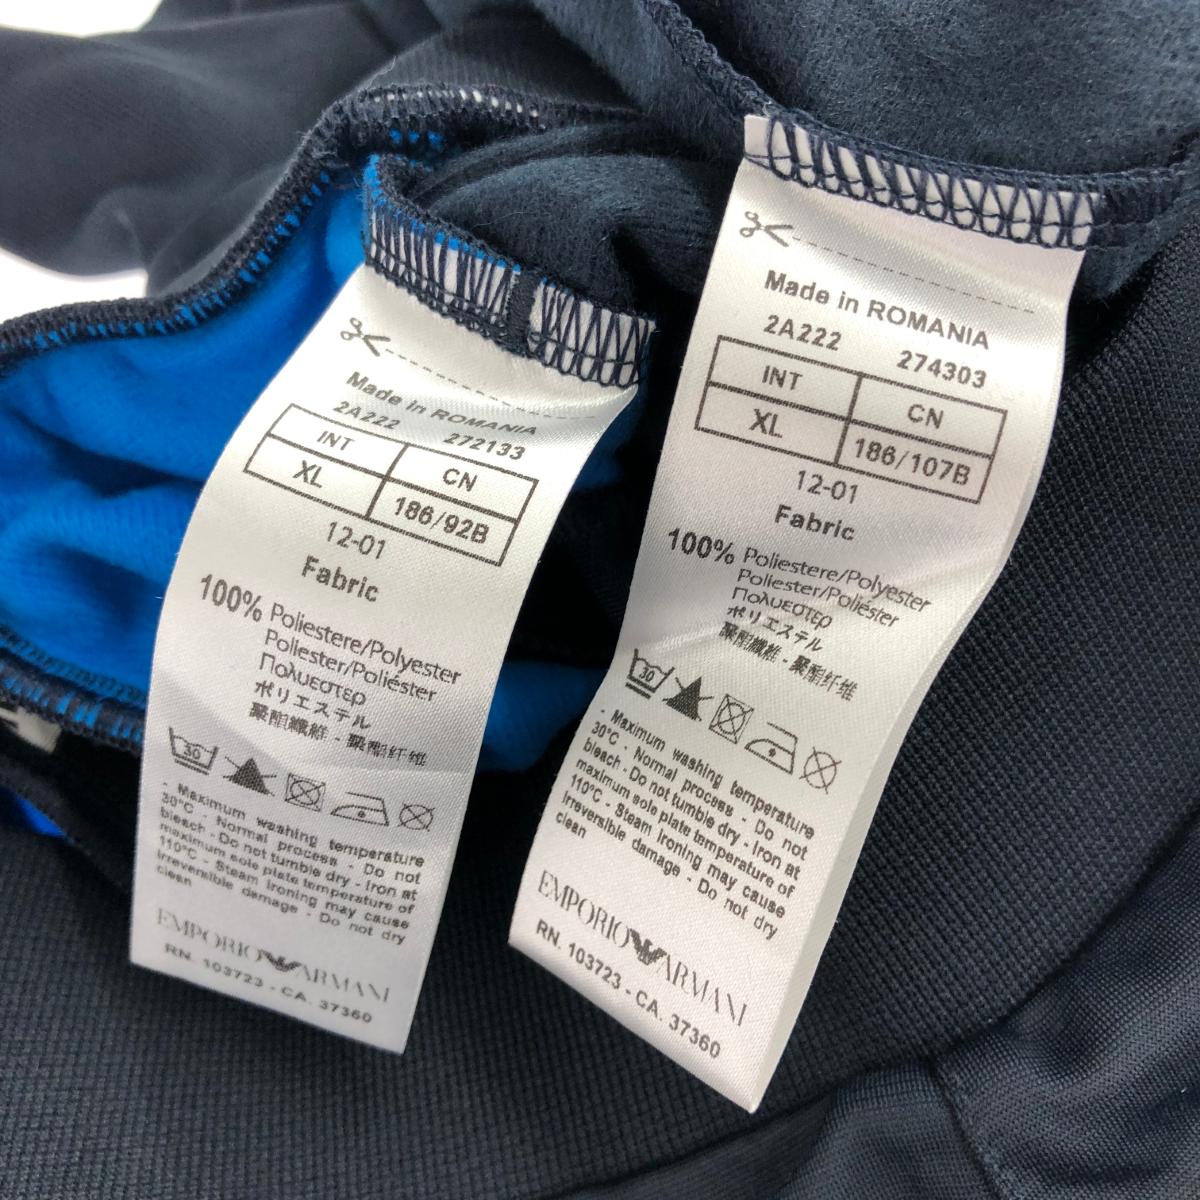 Made in ROMANIA
2A222 272133
INT CN
XL 186/92B
12-01
Fabric
100% Poliestere/Polyester
Poliester/Poliéster
Πολυεστερ
ポリエステル
聚酯纖維 - 聚酯纤维
30
- Maximum washing temperature
30°C - Normal process - Do not
bleach - Do not tumble dry - Iron at
maximum sole plate temperature of
110°C - Steam ironing may cause
irreversible damage - Do not dry
clean
EMPORIO ARMANI
RN. 103723 - CA. 37360
Made in ROMANIA
2A222 274303
INT CN
XL 186/107B
12-01
Fabric
100% Poliestere/Polyester
Poliester/Poliéster
Πολυεστερ
ポリエステル
聚酯纖維 - 聚酯纤维
30
- Maximum washing temperature
30°C - Normal process - Do not
bleach - Do not tumble dry - Iron at
maximum sole plate temperature of
110°C - Steam ironing may cause
irreversible damage - Do not dry
clean
EMPORIO ARMANI
RN. 103723 - CA. 37360